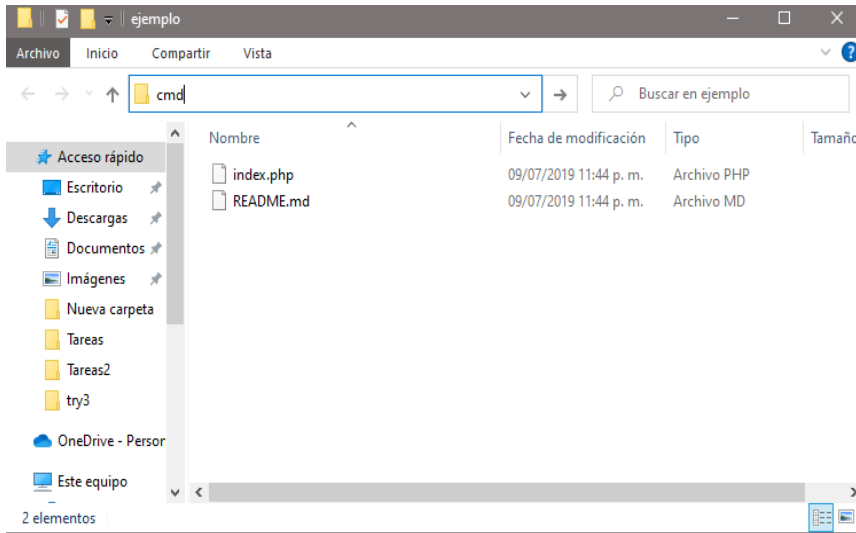 ejemplo
Archivo Inicio Compartir Vista ?
cmd Buscar en ejemplo
Nombre Fecha de modificación Tipo Tamaño
Acceso rápido
Escritorio
Descargas
Documentos
Imágenes
Nueva carpeta
Tareas
Tareas2
try3
OneDrive - Person
Este equipo
index.php 09/07/2019 11:44 p. m. Archivo PHP
README.md 09/07/2019 11:44 p. m. Archivo MD
2 elementos